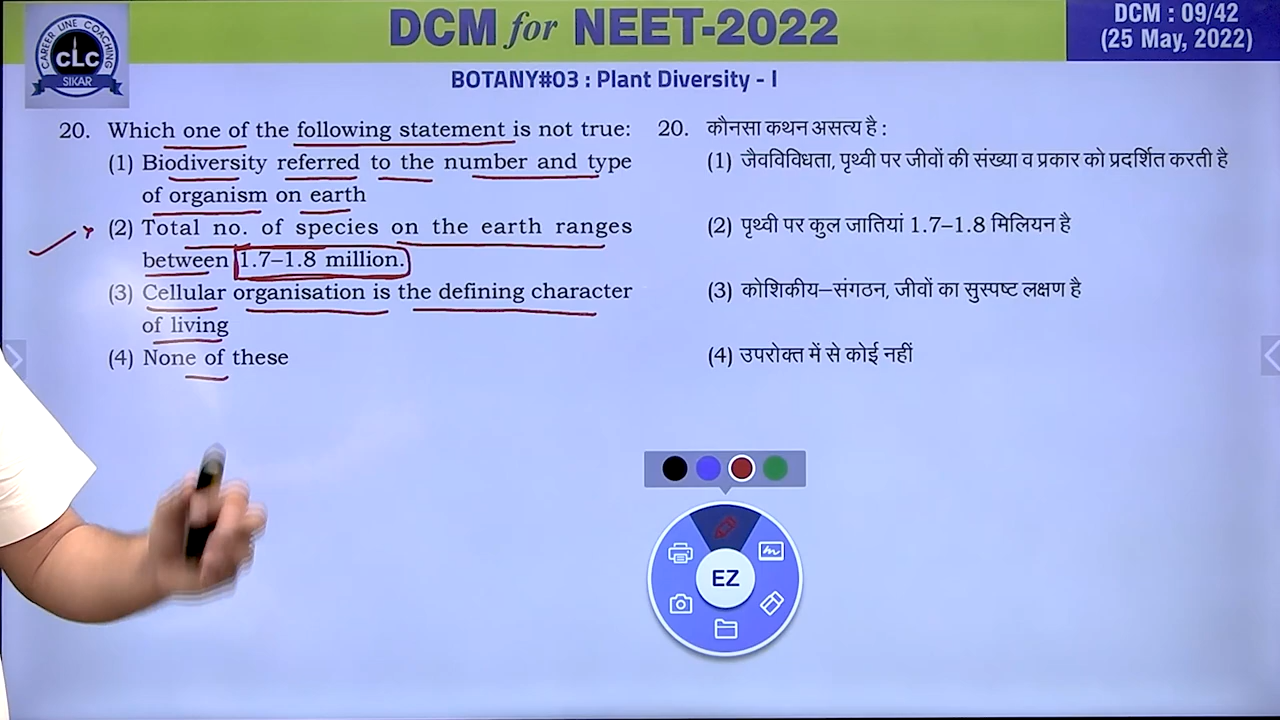 CAREER LINE COACHING
CLC
SIKAR
DCM for NEET-2022
DCM : 09/42
(25 May, 2022)
BOTANY#03 : Plant Diversity - I
20. Which one of the following statement is not true:
(1) Biodiversity referred to the number and type
of organism on earth
(2) Total no. of species on the earth ranges
between 1.7–1.8 million.
(3) Cellular organisation is the defining character
of living
(4) None of these
20. कौनसा कथन असत्य है :
(1) जैवविविधता, पृथ्वी पर जीवों की संख्या व प्रकार को प्रदर्शित करती है
(2) पृथ्वी पर कुल जातियां 1.7–1.8 मिलियन है
(3) कोशिकीय–संगठन, जीवों का सुस्पष्ट लक्षण है
(4) उपरोक्त में से कोई नहीं
EZ